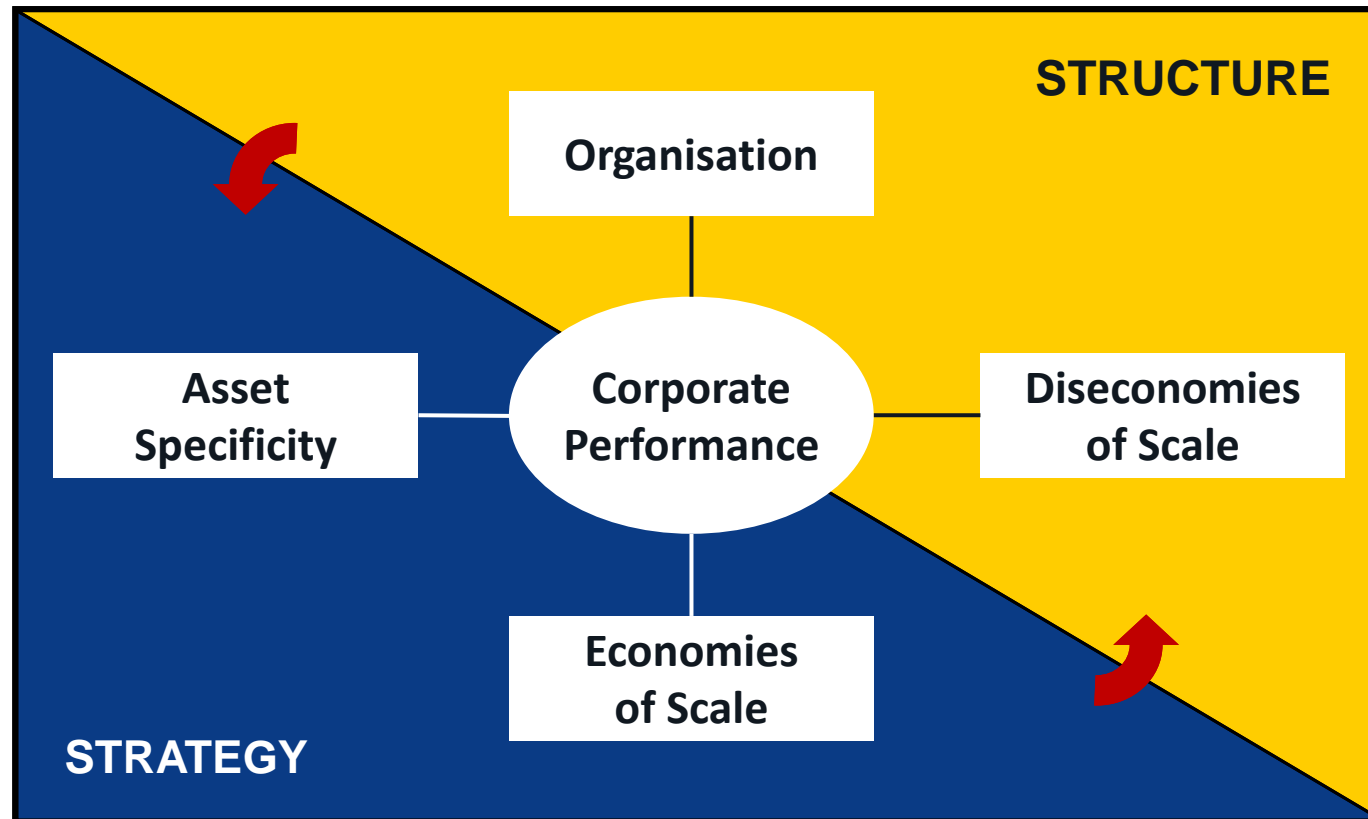 STRUCTURE
Organisation
Asset
Specificity
Corporate
Performance
Diseconomies
of Scale
Economies
of Scale
STRATEGY